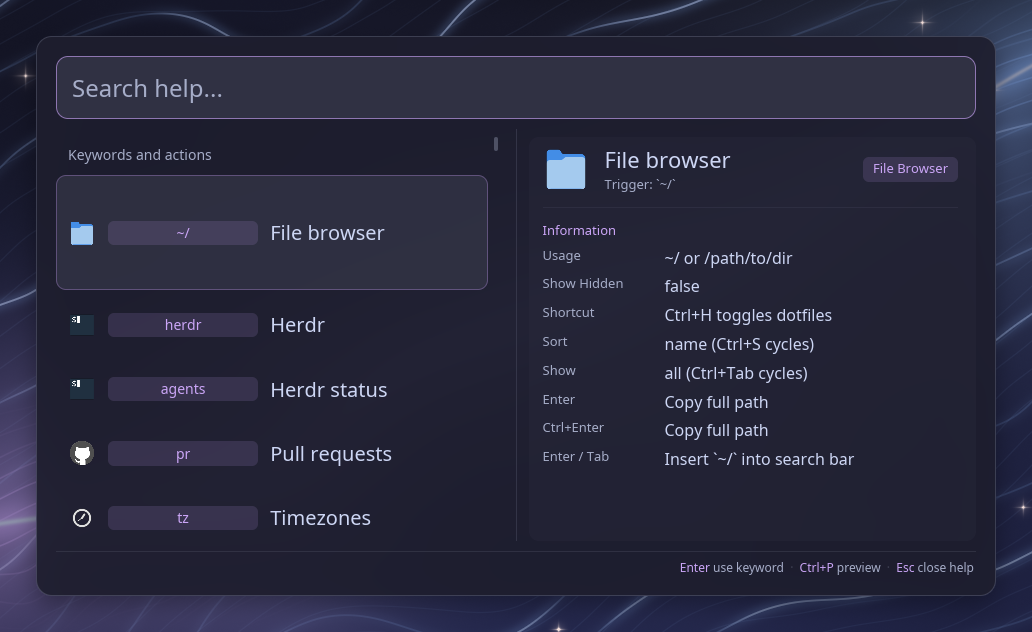 Search help...
Keywords and actions
~/ File browser
herdr Herdr
agents Herdr status
pr Pull requests
tz Timezones
File browser
Trigger: `~/`
File Browser
Information
Usage ~/ or /path/to/dir
Show Hidden false
Shortcut Ctrl+H toggles dotfiles
Sort name (Ctrl+S cycles)
Show all (Ctrl+Tab cycles)
Enter Copy full path
Ctrl+Enter Copy full path
Enter / Tab Insert `~/` into search bar
Enter use keyword · Ctrl+P preview · Esc close help